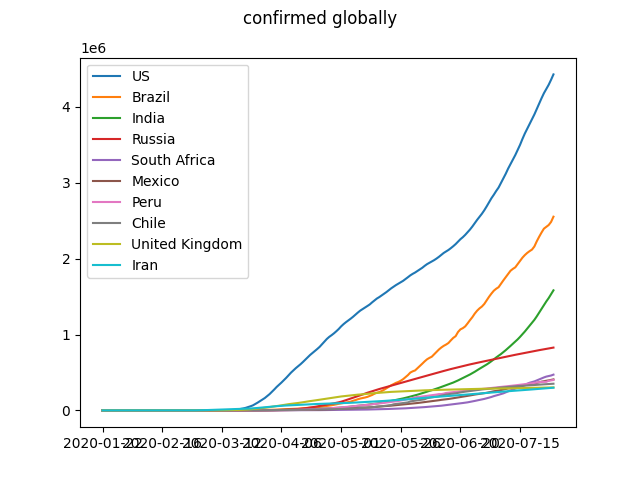 confirmed globally
1e6
US
Brazil
India
Russia
South Africa
Mexico
Peru
Chile
United Kingdom
Iran
4
3
2
1
0
2020-01-22
2020-02-16
2020-03-12
2020-04-06
2020-05-01
2020-05-26
2020-06-20
2020-07-15